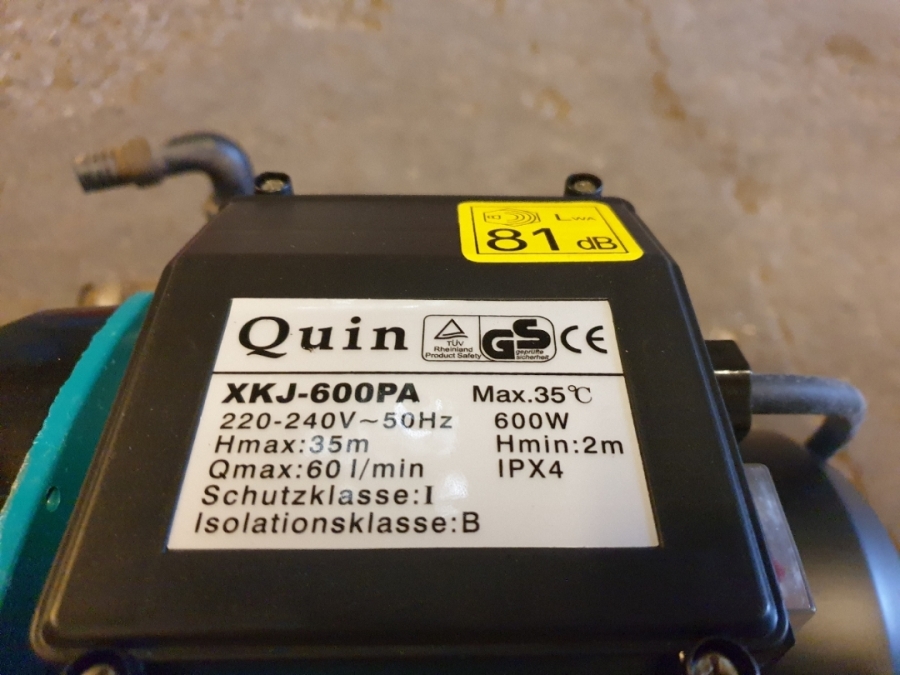 LWA
81 dB
Quin
TÜV
Rheinland
Product Safety
GS
geprüfte
Sicherheit
CE
XKJ-600PA Max.35℃
220-240V~50Hz 600W
Hmax:35m Hmin:2m
Qmax:60 l/min IPX4
Schutzklasse:I
Isolationsklasse:B